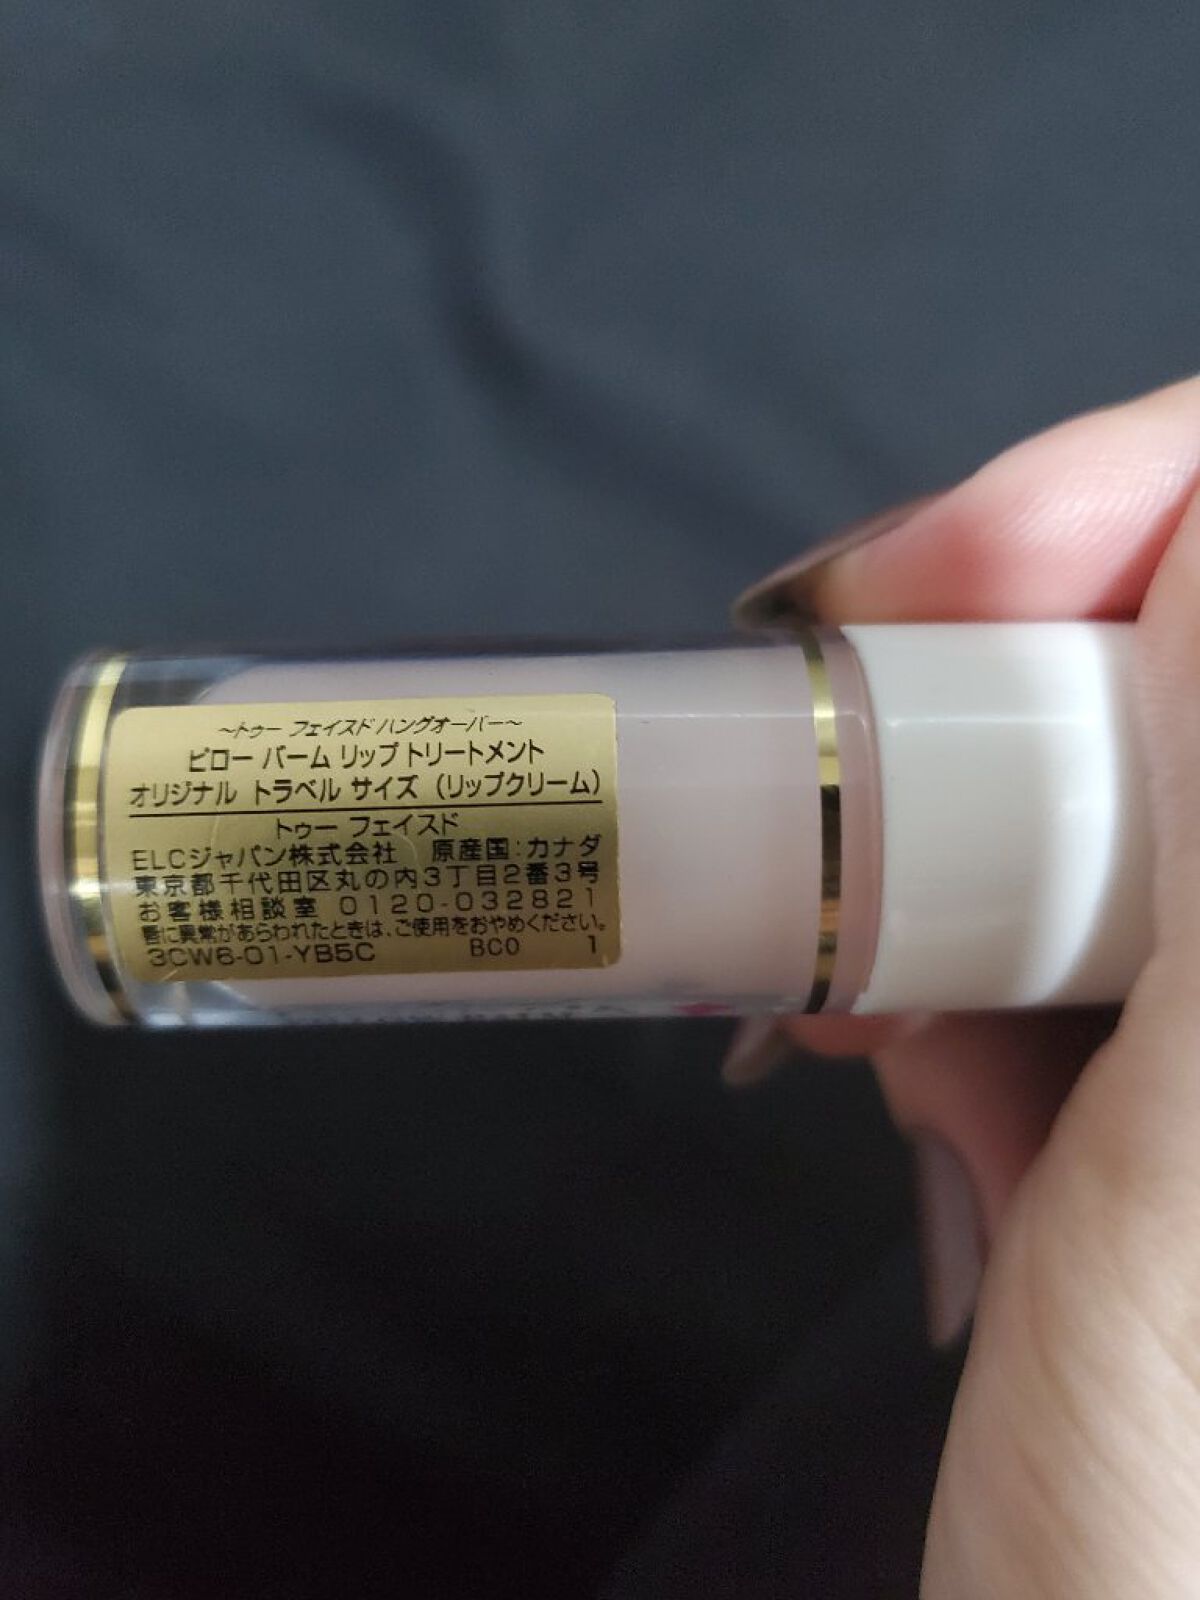 ～トゥー フェイスド ハングオーバー～
ピロー バーム リップ トリートメント
オリジナル トラベル サイズ（リップクリーム）
トゥー フェイスド
ELCジャパン株式会社 原産国：カナダ
東京都千代田区丸の内3丁目2番3号
お客様相談室 0120-032821
唇に異常があらわれたときは、ご使用をおやめください。
3CW6-01-YB5C BC0 1